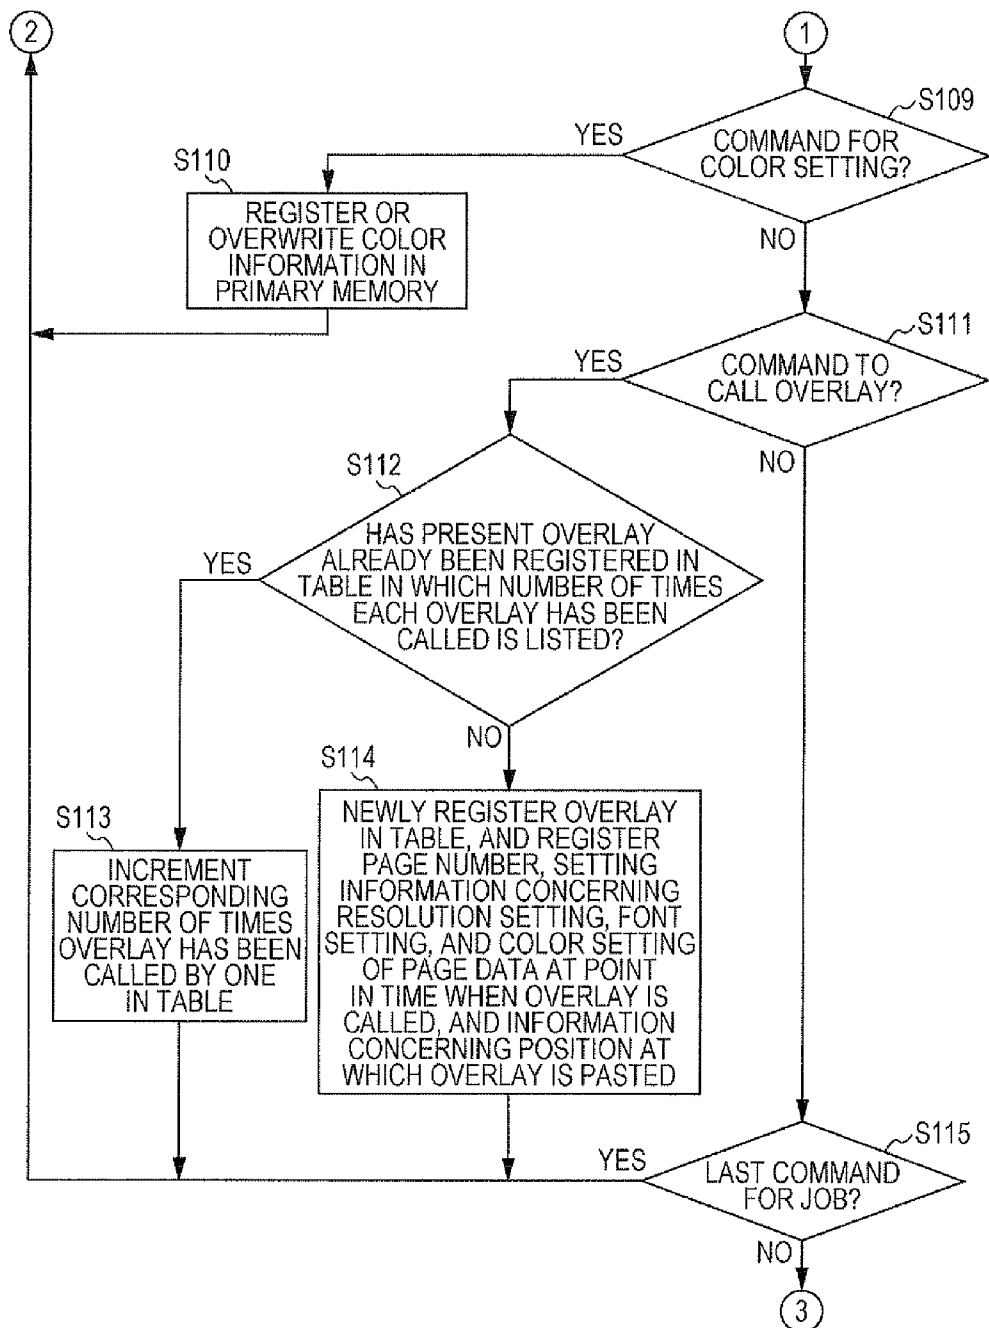 2
1
S109
YES
COMMAND FOR
COLOR SETTING?
NO
S110
REGISTER OR
OVERWRITE COLOR
INFORMATION IN
PRIMARY MEMORY
S111
YES
COMMAND TO
CALL OVERLAY?
NO
S112
YES
HAS PRESENT OVERLAY
ALREADY BEEN REGISTERED IN
TABLE IN WHICH NUMBER OF TIMES
EACH OVERLAY HAS BEEN
CALLED IS LISTED?
NO
S113
INCREMENT
CORRESPONDING
NUMBER OF TIMES
OVERLAY HAS BEEN
CALLED BY ONE
IN TABLE
S114
NEWLY REGISTER OVERLAY
IN TABLE, AND REGISTER
PAGE NUMBER, SETTING
INFORMATION CONCERNING
RESOLUTION SETTING, FONT
SETTING, AND COLOR SETTING
OF PAGE DATA AT POINT
IN TIME WHEN OVERLAY IS
CALLED, AND INFORMATION
CONCERNING POSITION AT
WHICH OVERLAY IS PASTED
S115
YES
LAST COMMAND
FOR JOB?
NO
3